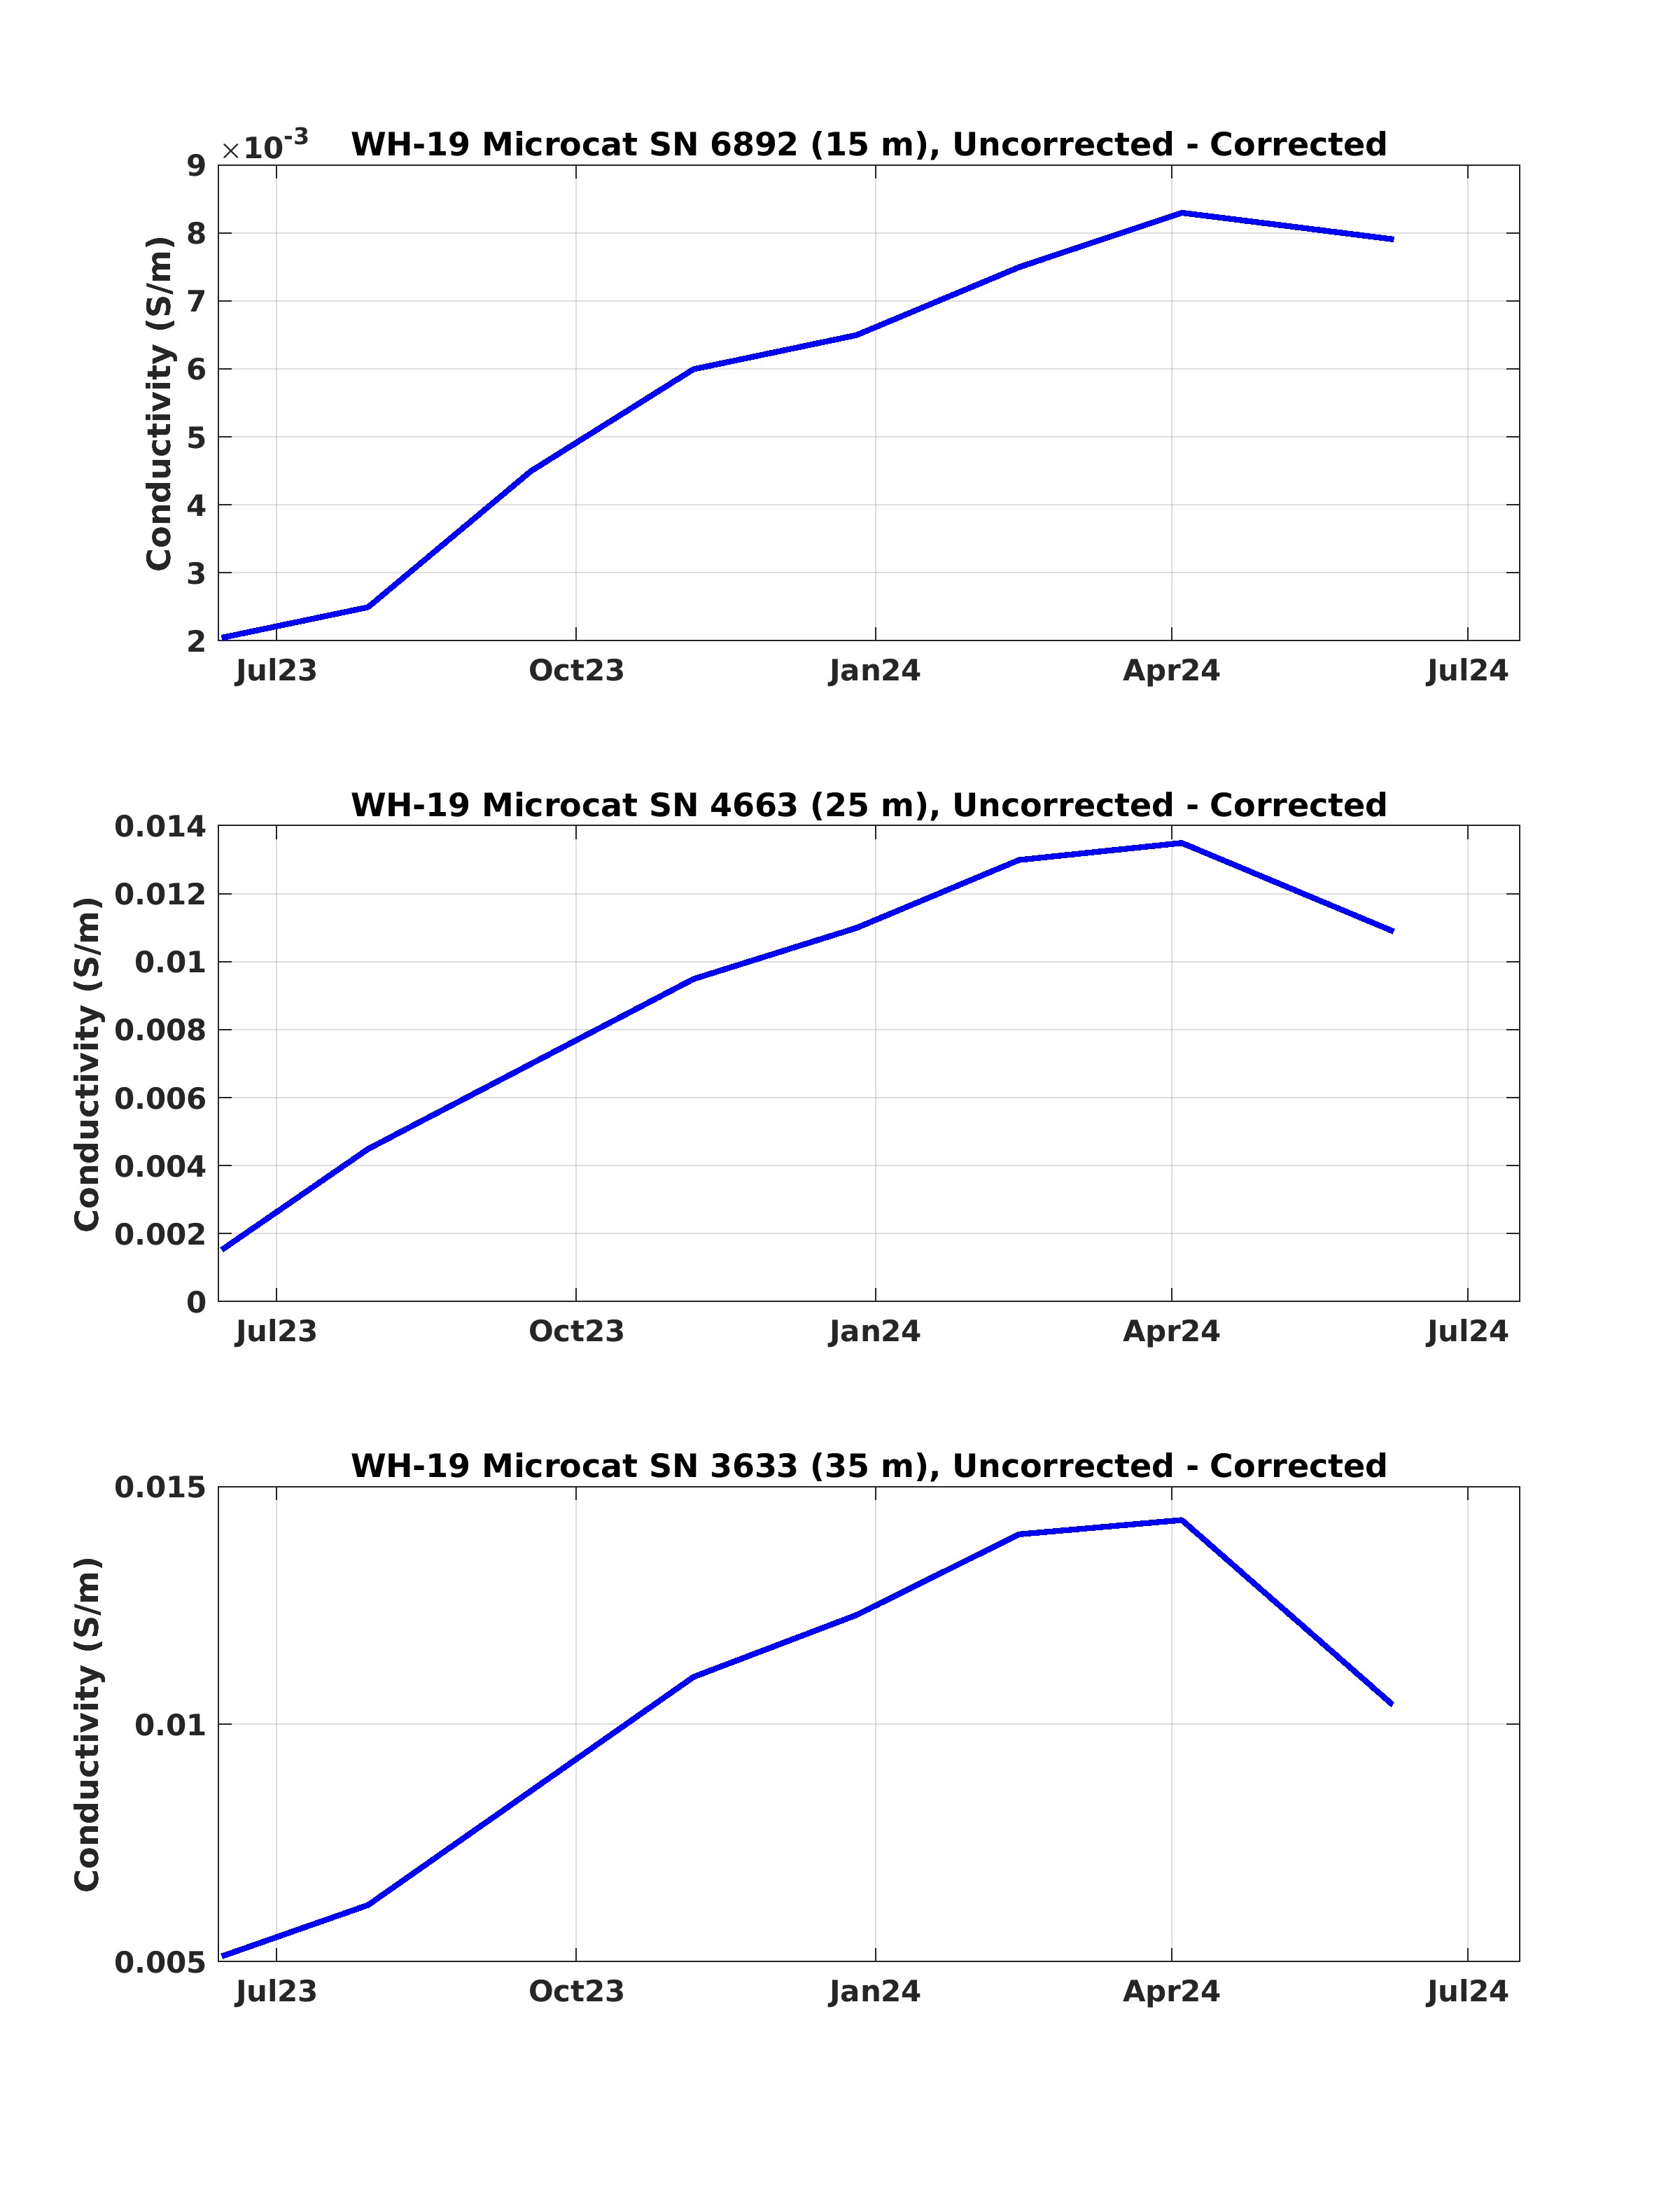 ×10-3
WH-19 Microcat SN 6892 (15 m), Uncorrected - Corrected
9
8
7
6
5
4
3
2
Conductivity (S/m)
Jul23 Oct23 Jan24 Apr24 Jul24
WH-19 Microcat SN 4663 (25 m), Uncorrected - Corrected
0.014
0.012
0.01
0.008
0.006
0.004
0.002
0
Conductivity (S/m)
Jul23 Oct23 Jan24 Apr24 Jul24
WH-19 Microcat SN 3633 (35 m), Uncorrected - Corrected
0.015
0.01
0.005
Conductivity (S/m)
Jul23 Oct23 Jan24 Apr24 Jul24